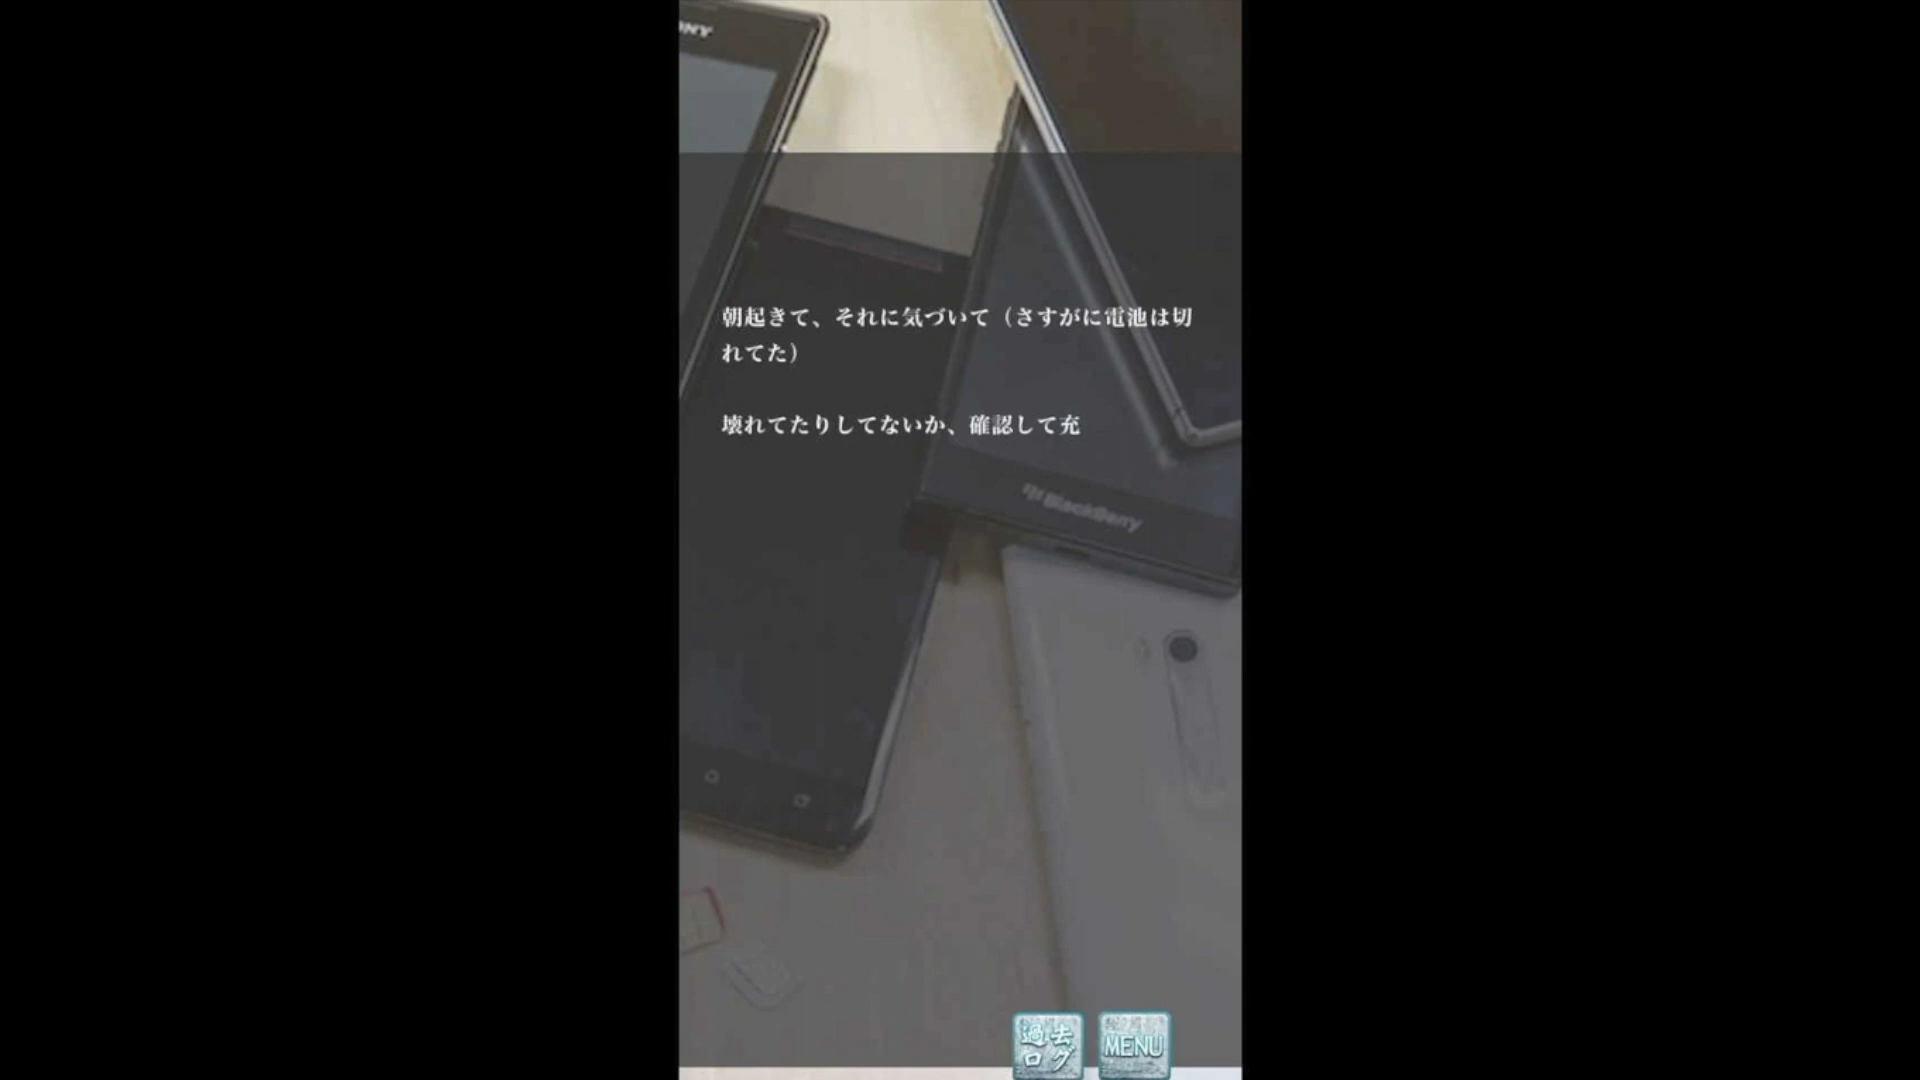 朝起きて、それに気づいて（さすがに電池は切
れてた）
壊れてたりしてないか、確認して充
BlackBerry
過去
ログ
MENU